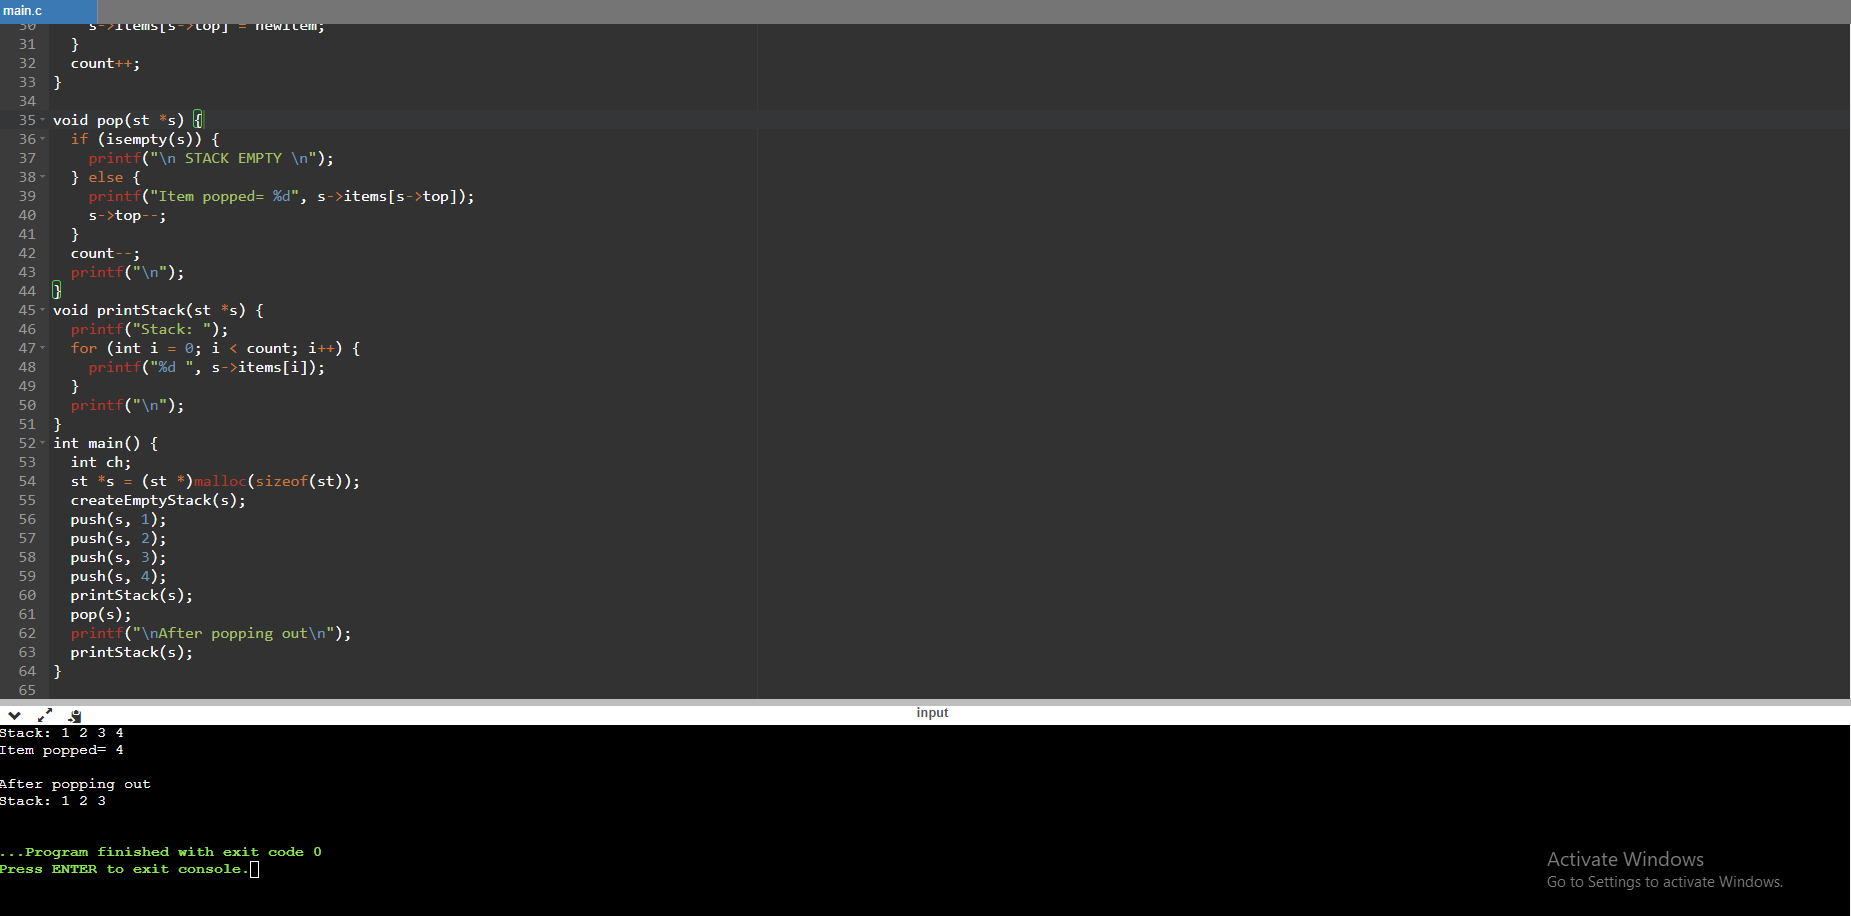 main.c
30 s->items[s->top] = newitem;
31 }
32 count++;
33 }
34
35 void pop(st *s) {
36 if (isempty(s)) {
37 printf("\n STACK EMPTY \n");
38 } else {
39 printf("Item popped= %d", s->items[s->top]);
40 s->top--;
41 }
42 count--;
43 printf("\n");
44 }
45 void printStack(st *s) {
46 printf("Stack: ");
47 for (int i = 0; i < count; i++) {
48 printf("%d ", s->items[i]);
49 }
50 printf("\n");
51 }
52 int main() {
53 int ch;
54 st *s = (st *)malloc(sizeof(st));
55 createEmptyStack(s);
56 push(s, 1);
57 push(s, 2);
58 push(s, 3);
59 push(s, 4);
60 printStack(s);
61 pop(s);
62 printf("\nAfter popping out\n");
63 printStack(s);
64 }
65
input
Stack: 1 2 3 4
Item popped= 4
After popping out
Stack: 1 2 3
...Program finished with exit code 0
Press ENTER to exit console.
Activate Windows
Go to Settings to activate Windows.